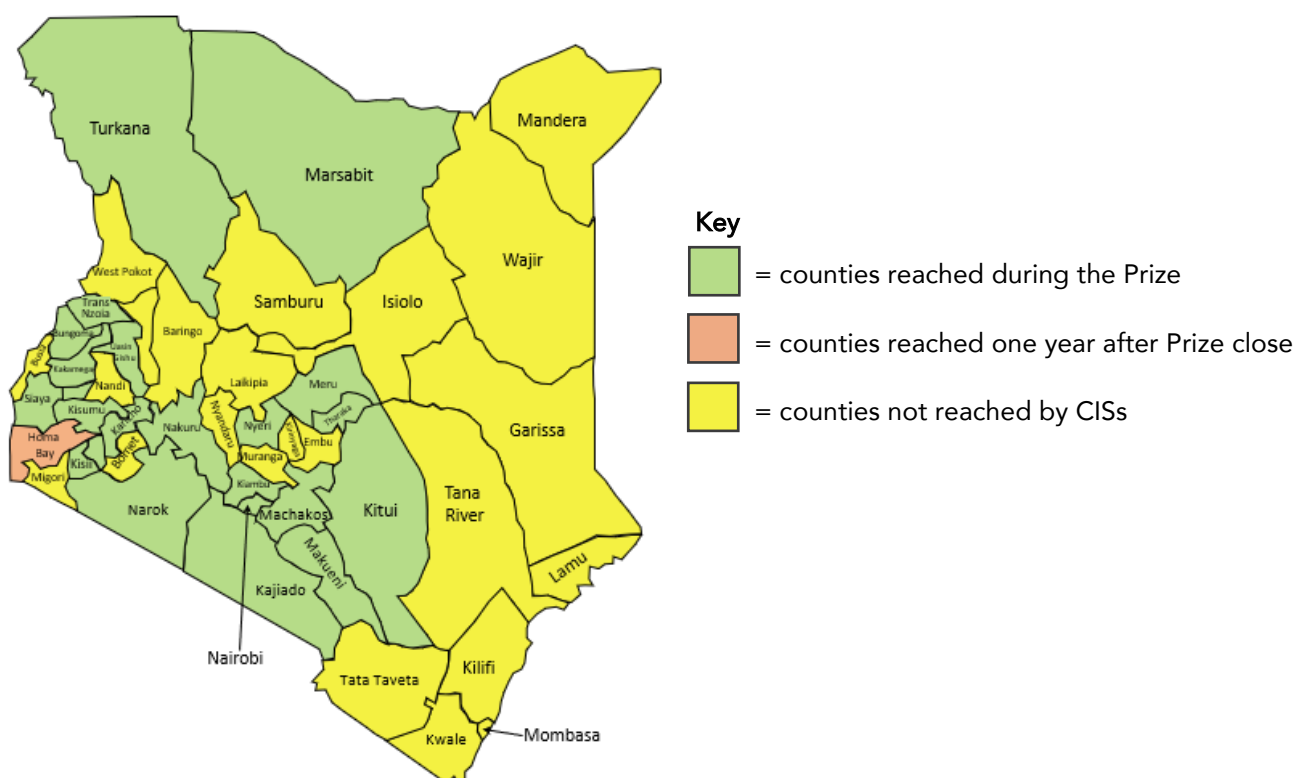 Turkana
Marsabit
Mandera
Wajir
West Pokot
Samburu
Isiolo
Trans
Nzoia
Bungoma
Uasin
Gishu
Baringo
Busia
Kakamega
Nandi
Laikipia
Meru
Siaya
Kisumu
Kericho
Nakuru
Nyandaru
Nyeri
Tharaka
Garissa
Homa
Bay
Kisii
Bomet
Muranga
Embu
Migori
Kiambu
Narok
Machakos
Kitui
Tana
River
Makueni
Kajiado
Lamu
Nairobi
Tata Taveta
Kilifi
Kwale
Mombasa
Key
= counties reached during the Prize
= counties reached one year after Prize close
= counties not reached by CISs